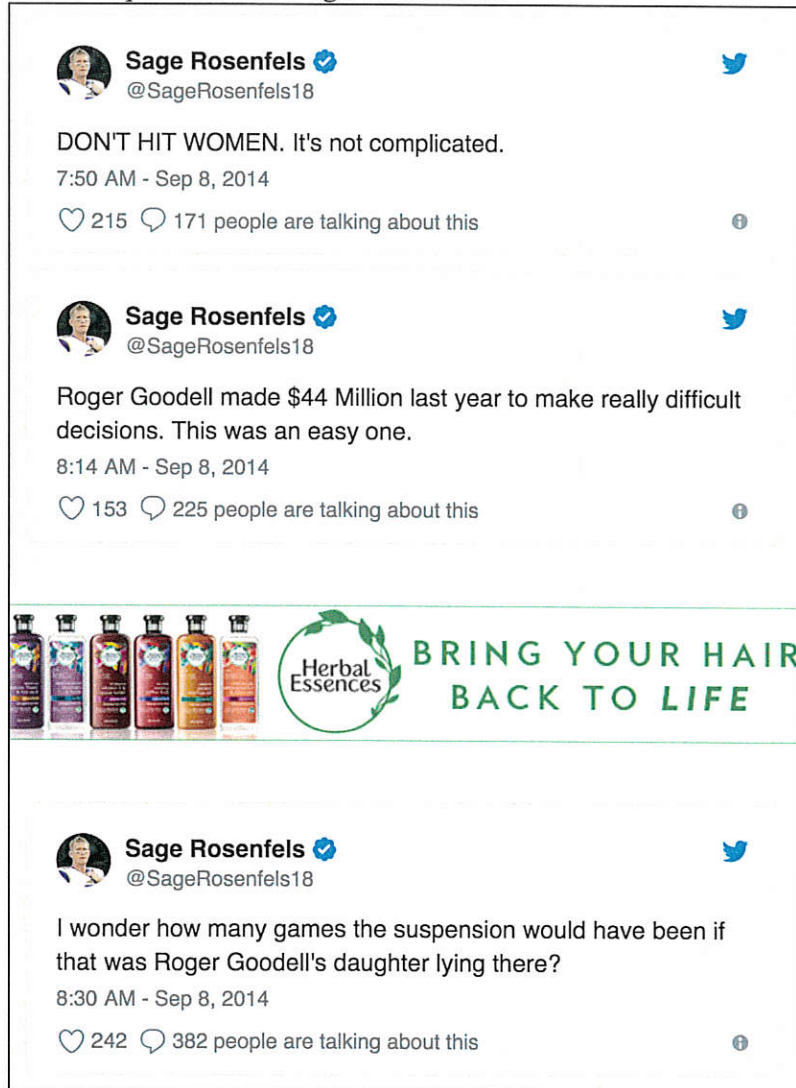 Sage Rosenfels
@SageRosenfels18
DON'T HIT WOMEN. It's not complicated.
7:50 AM - Sep 8, 2014
215 171 people are talking about this
Sage Rosenfels
@SageRosenfels18
Roger Goodell made $44 Million last year to make really difficult
decisions. This was an easy one.
8:14 AM - Sep 8, 2014
153 225 people are talking about this
Herbal
Essences
BRING YOUR HAIR
BACK TO LIFE
Sage Rosenfels
@SageRosenfels18
I wonder how many games the suspension would have been if
that was Roger Goodell's daughter lying there?
8:30 AM - Sep 8, 2014
242 382 people are talking about this